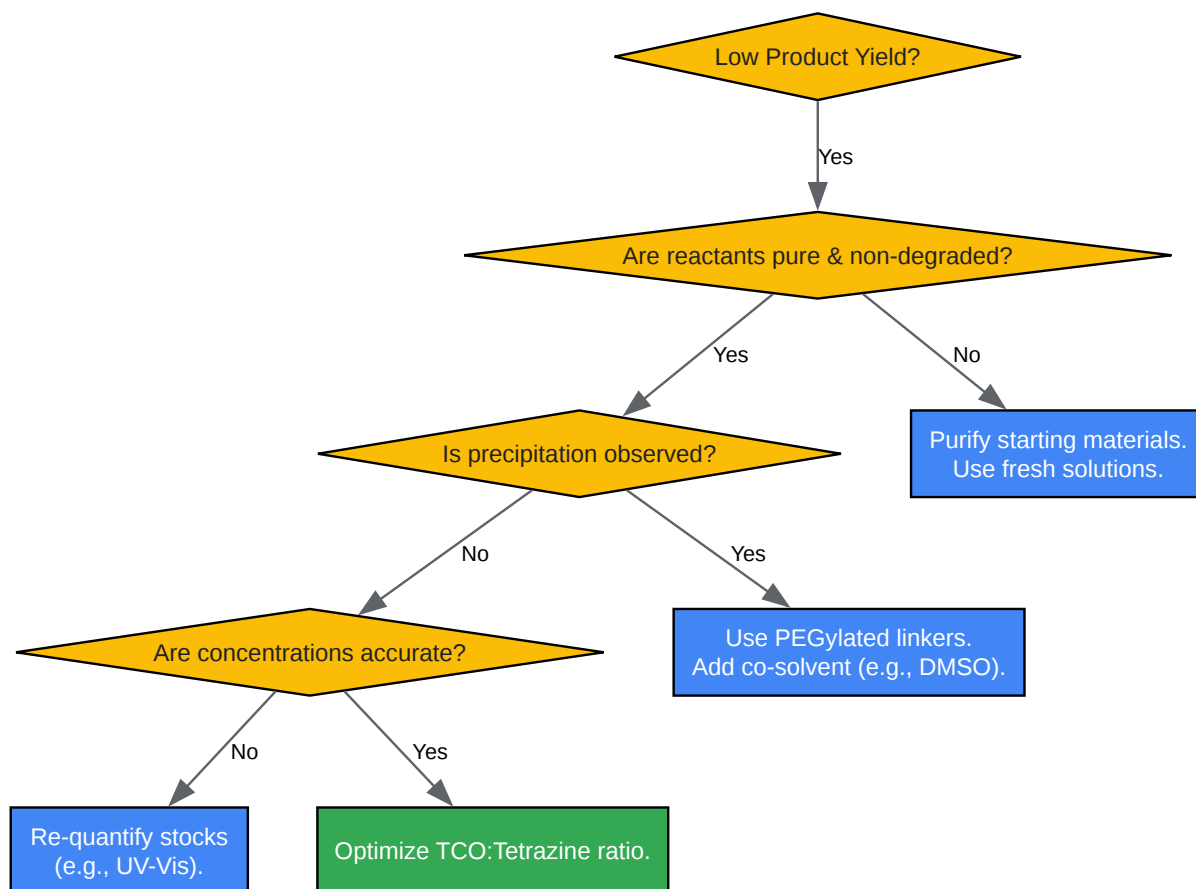 Low Product Yield?
Yes
Are reactants pure & non-degraded?
Yes
No
Is precipitation observed?
Purify starting materials.
Use fresh solutions.
No
Yes
Are concentrations accurate?
Use PEGylated linkers.
Add co-solvent (e.g., DMSO).
No
Yes
Re-quantify stocks
(e.g., UV-Vis).
Optimize TCO:Tetrazine ratio.